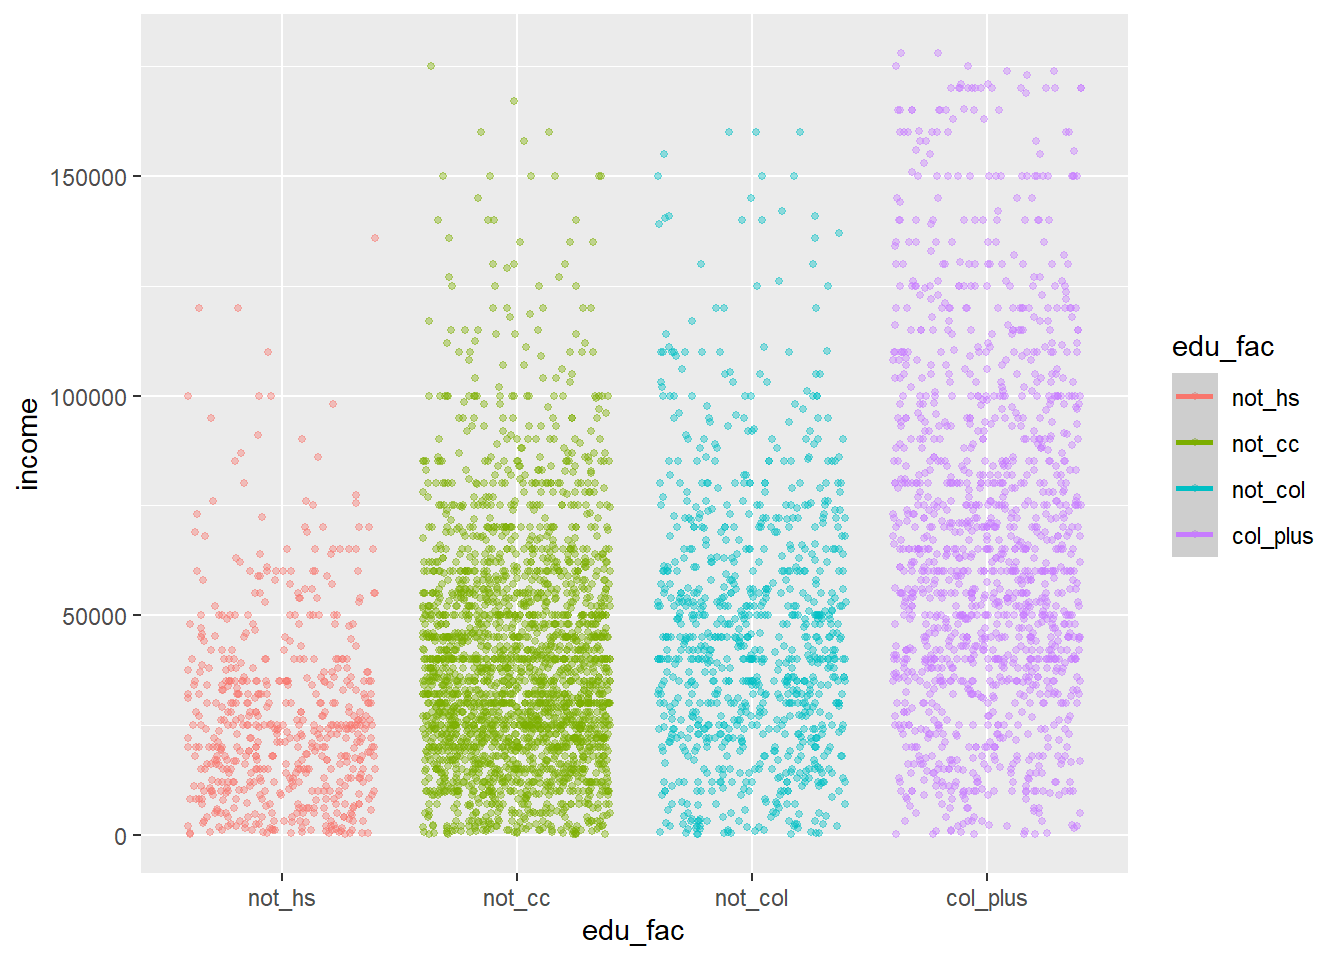 income
150000
100000
50000
0
not_hs
not_cc
not_col
col_plus
edu_fac
edu_fac
not_hs
not_cc
not_col
col_plus